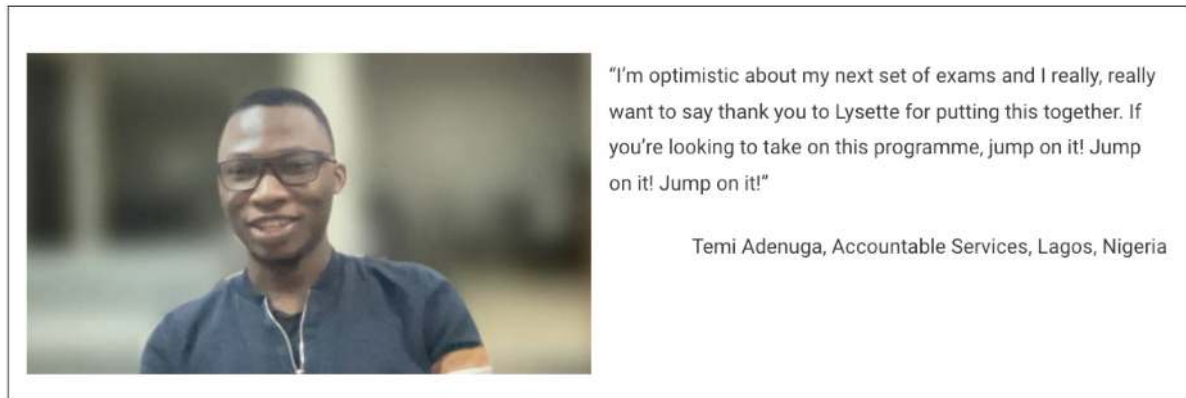 “I’m optimistic about my next set of exams and I really, really
want to say thank you to Lysette for putting this together. If
you’re looking to take on this programme, jump on it! Jump
on it! Jump on it!”
Temi Adenuga, Accountable Services, Lagos, Nigeria